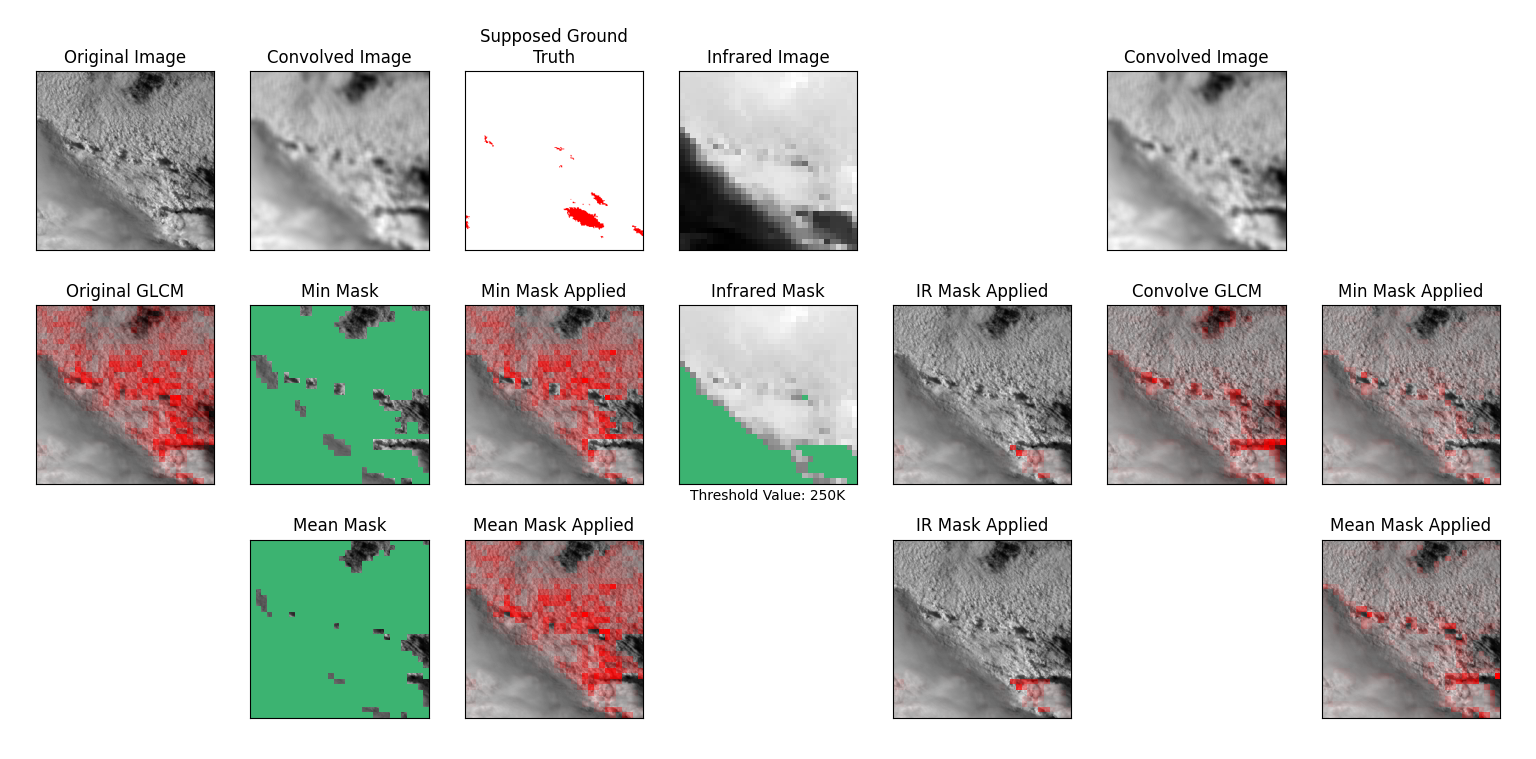 Original Image
Convolved Image
Supposed Ground
Truth
Infrared Image
Convolved Image
Original GLCM
Min Mask
Min Mask Applied
Infrared Mask
IR Mask Applied
Convolve GLCM
Min Mask Applied
Threshold Value: 250K
Mean Mask
Mean Mask Applied
IR Mask Applied
Mean Mask Applied